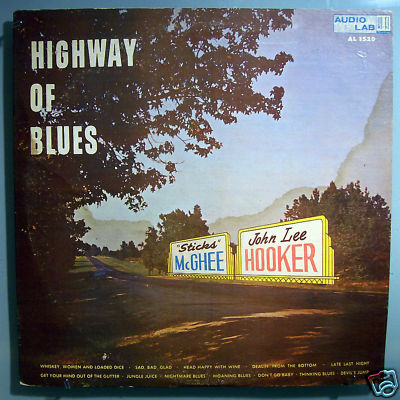 AUDIO
LAB
AL 1520
HIGHWAY
OF
BLUES
"Sticks"
McGHEE
John Lee
HOOKER
WHISKEY, WOMEN AND LOADED DICE · SAD, BAD, GLAD · HEAD HAPPY WITH WINE · DEALIN' FROM THE BOTTOM · LATE LAST NIGHT
GET YOUR MIND OUT OF THE GUTTER · JUNGLE JUICE · NIGHTMARE BLUES · MOANING BLUES · DON'T GO BABY · THINKING BLUES · DEVIL'S JUMP